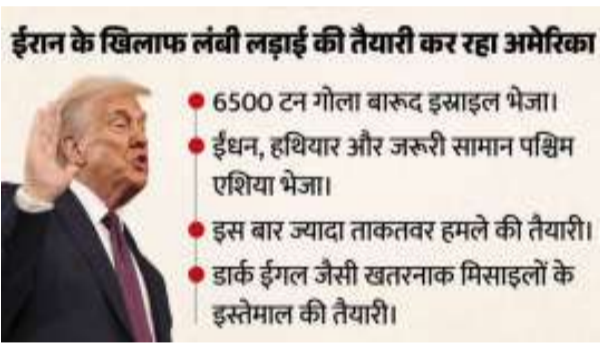 ईरान के खिलाफ लंबी लड़ाई की तैयारी कर रहा अमेरिका
6500 टन गोला बारूद इस्राइल भेजा।
ईंधन, हथियार और जरूरी सामान पश्चिम
एशिया भेजा।
इस बार ज्यादा ताकतवर हमले की तैयारी।
डार्क ईगल जैसी खतरनाक मिसाइलों के
इस्तेमाल की तैयारी।